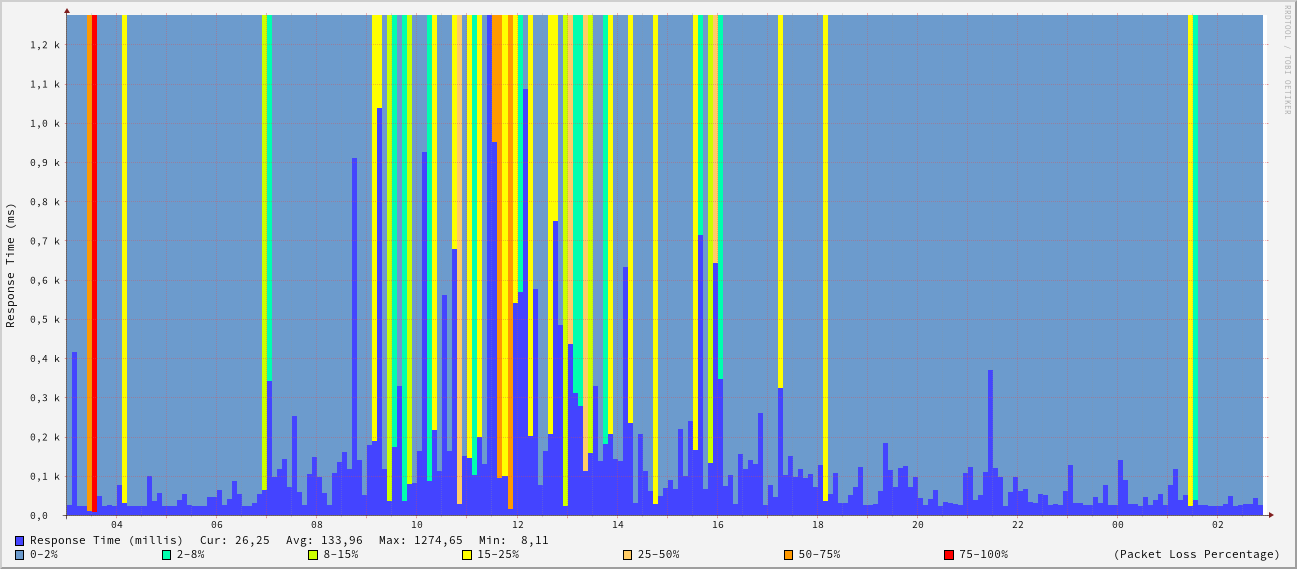 RRDTOOL / TOBI OETIKER
Response Time (ms)
1,2 k
1,1 k
1,0 k
0,9 k
0,8 k
0,7 k
0,6 k
0,5 k
0,4 k
0,3 k
0,2 k
0,1 k
0,0
04 06 08 10 12 14 16 18 20 22 00 02
Response Time (millis) Cur: 26,25 Avg: 133,96 Max: 1274,65 Min: 8,11
0-2% 2-8% 8-15% 15-25% 25-50% 50-75% 75-100% (Packet Loss Percentage)